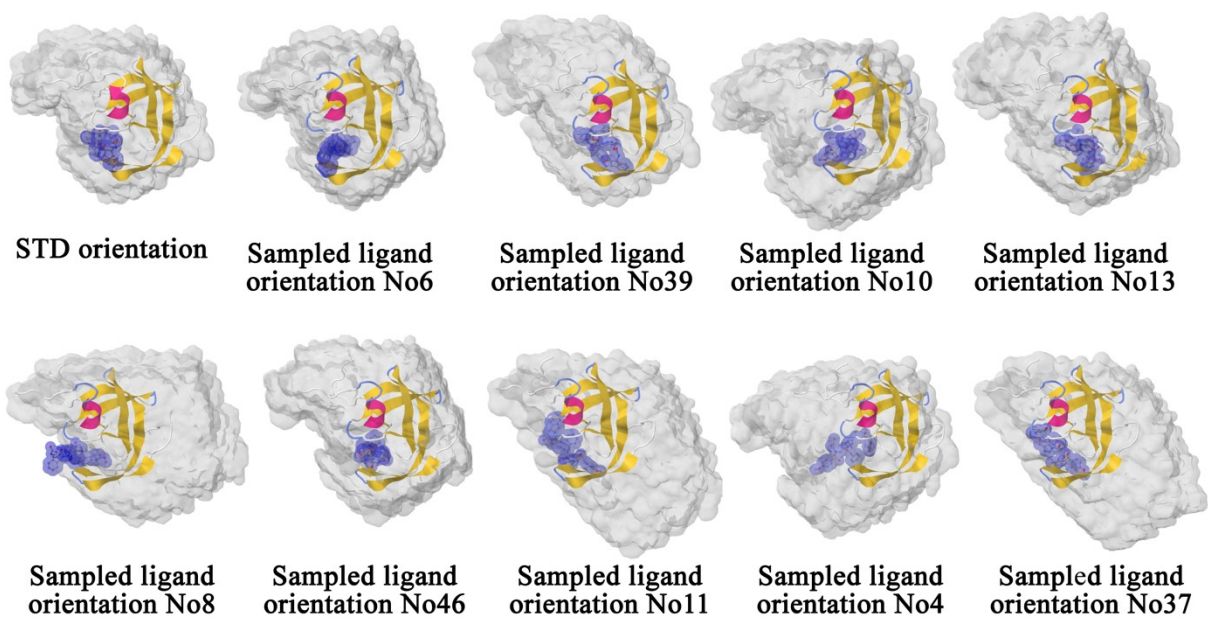 STD orientation
Sampled ligand
orientation No6
Sampled ligand
orientation No39
Sampled ligand
orientation No10
Sampled ligand
orientation No13
Sampled ligand
orientation No8
Sampled ligand
orientation No46
Sampled ligand
orientation No11
Sampled ligand
orientation No4
Sampled ligand
orientation No37